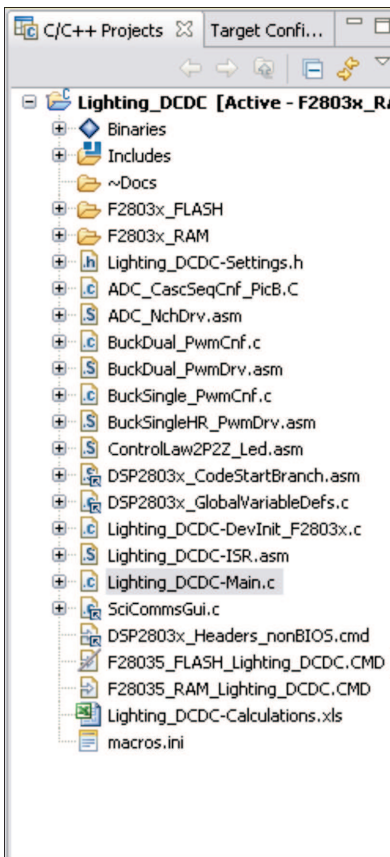 C/C++ Projects Target Confi...
Lighting_DCDC [Active - F2803x_RA
Binaries
Includes
~Docs
F2803x_FLASH
F2803x_RAM
Lighting_DCDC-Settings.h
ADC_CascSeqCnf_PicB.C
ADC_NchDrv.asm
BuckDual_PwmCnf.c
BuckDual_PwmDrv.asm
BuckSingle_PwmCnf.c
BuckSingleHR_PwmDrv.asm
ControlLaw2P2Z_Led.asm
DSP2803x_CodeStartBranch.asm
DSP2803x_GlobalVariableDefs.c
Lighting_DCDC-DevInit_F2803x.c
Lighting_DCDC-ISR.asm
Lighting_DCDC-Main.c
SciCommsGui.c
DSP2803x_Headers_nonBIOS.cmd
F28035_FLASH_Lighting_DCDC.CMD
F28035_RAM_Lighting_DCDC.CMD
Lighting_DCDC-Calculations.xls
macros.ini